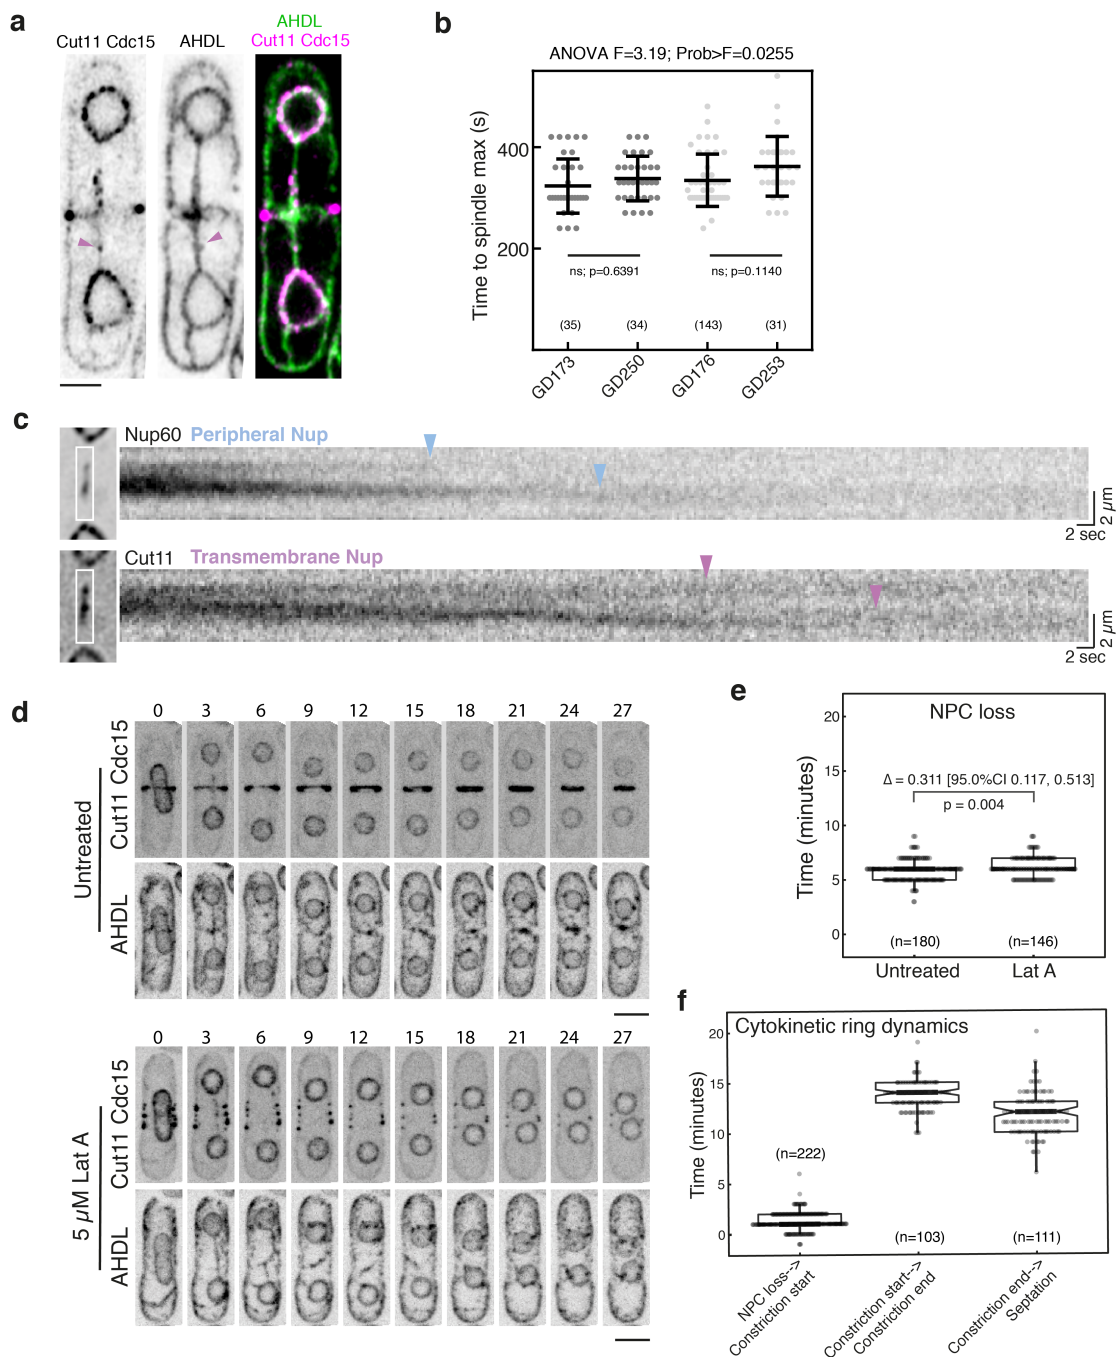 a
Cut11 Cdc15
AHDL
AHDL
Cut11 Cdc15
b
ANOVA F=3.19; Prob>F=0.0255
Time to spindle max (s)
400
200
ns; p=0.6391
ns; p=0.1140
(35)
(34)
(143)
(31)
GD173
GD250
GD176
GD253
c
Nup60 Peripheral Nup
2 sec
2 µm
Cut11 Transmembrane Nup
2 sec
2 µm
d
0 3 6 9 12 15 18 21 24 27
Untreated
Cut11 Cdc15
AHDL
0 3 6 9 12 15 18 21 24 27
5 µM Lat A
Cut11 Cdc15
AHDL
e
NPC loss
Time (minutes)
20
15
10
5
0
Δ = 0.311 [95.0%CI 0.117, 0.513]
p = 0.004
(n=180)
(n=146)
Untreated
Lat A
f
Cytokinetic ring dynamics
Time (minutes)
20
15
10
5
0
(n=222)
(n=103)
(n=111)
NPC loss-->
Constriction start
Constriction start-->
Constriction end
Constriction end-->
Septation